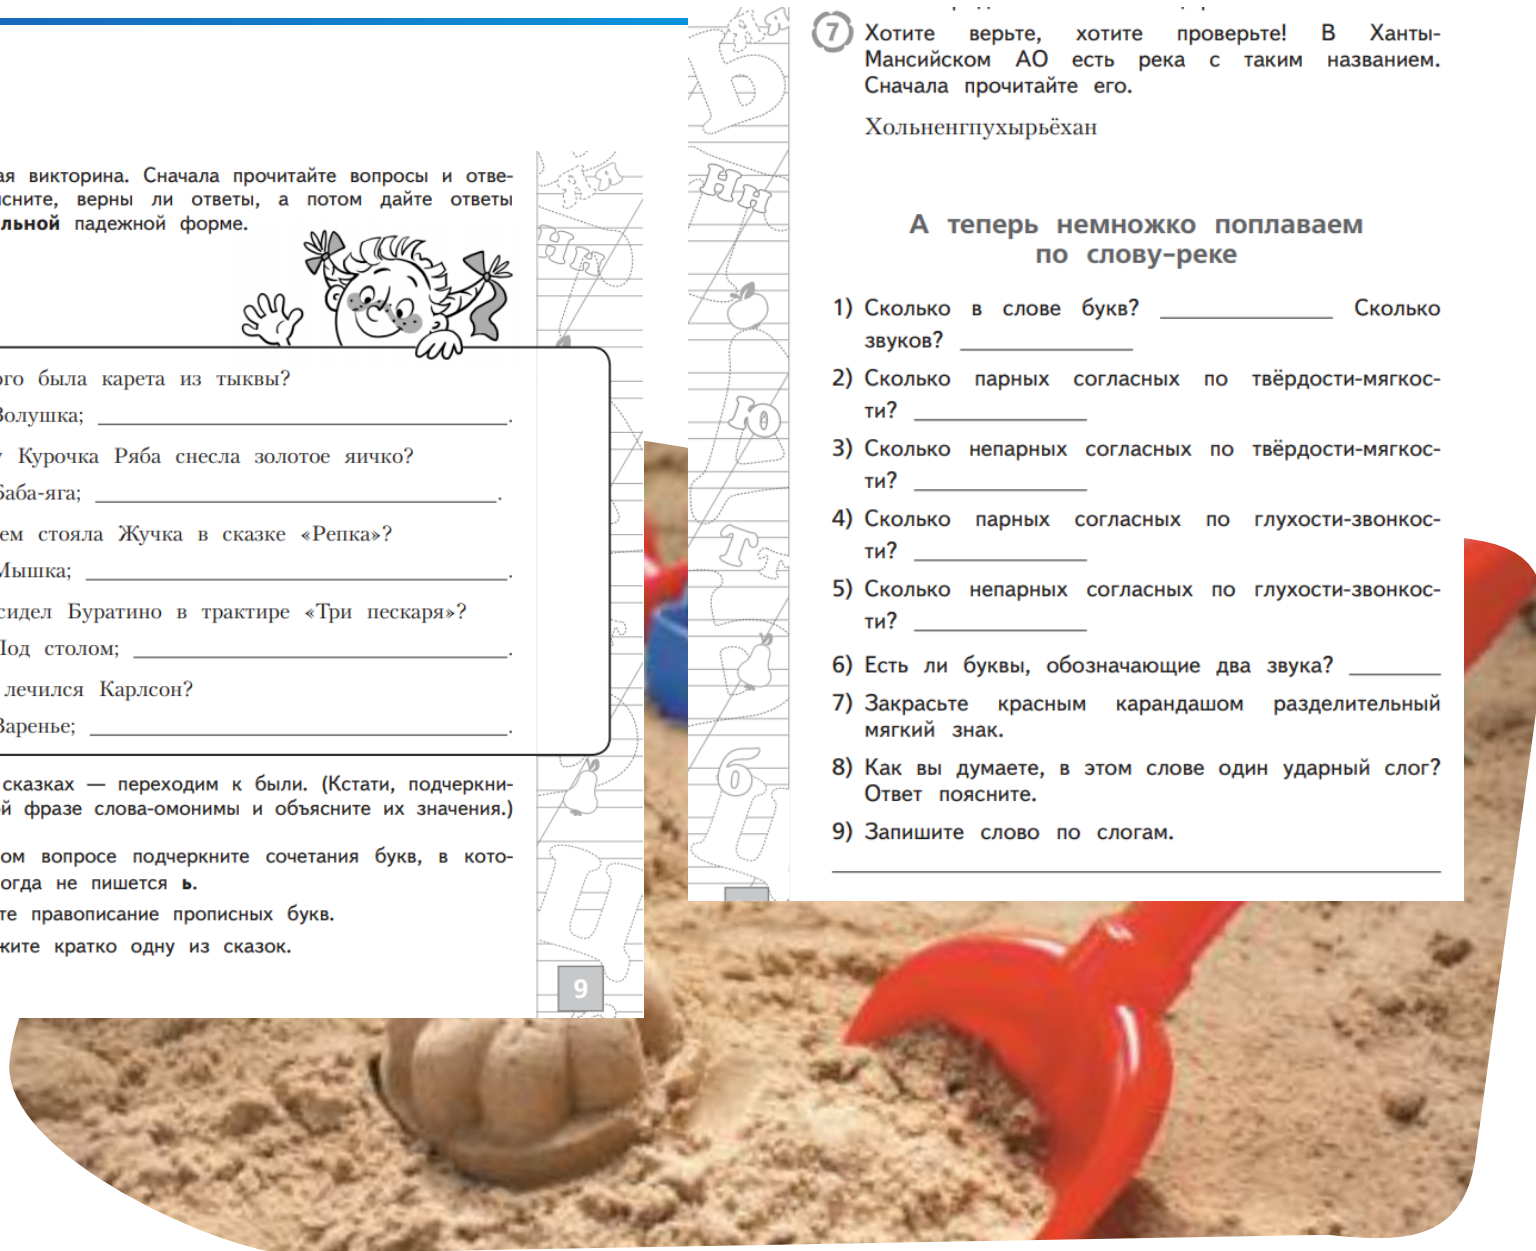 ая викторина. Сначала прочитайте вопросы и отве-
сните, верны ли ответы, а потом дайте ответы
льной падежной форме.
ого была карета из тыквы?
Золушка; .
у Курочка Ряба снесла золотое яичко?
Баба-яга; .
ем стояла Жучка в сказке «Репка»?
Мышка; .
сидел Буратино в трактире «Три пескаря»?
Под столом; .
лечился Карлсон?
Варенье; .
сказках — переходим к были. (Кстати, подчеркни-
й фразе слова-омонимы и объясните их значения.)
ом вопросе подчеркните сочетания букв, в кото-
огда не пишется ь.
те правописание прописных букв.
жите кратко одну из сказок.
9
Яя
Нн
7
Хотите верьте, хотите проверьте! В Ханты-
Мансийском АО есть река с таким названием.
Сначала прочитайте его.
Хольненгпухырьёхан
А теперь немножко поплаваем
по слову-реке
1) Сколько в слове букв? Сколько
звуков?
2) Сколько парных согласных по твёрдости-мягкос-
ти?
3) Сколько непарных согласных по твёрдости-мягкос-
ти?
4) Сколько парных согласных по глухости-звонкос-
ти?
5) Сколько непарных согласных по глухости-звонкос-
ти?
6) Есть ли буквы, обозначающие два звука?
7) Закрасьте красным карандашом разделительный
мягкий знак.
8) Как вы думаете, в этом слове один ударный слог?
Ответ поясните.
9) Запишите слово по слогам.
Яя
Ь
Нн
Ю
Тт
б